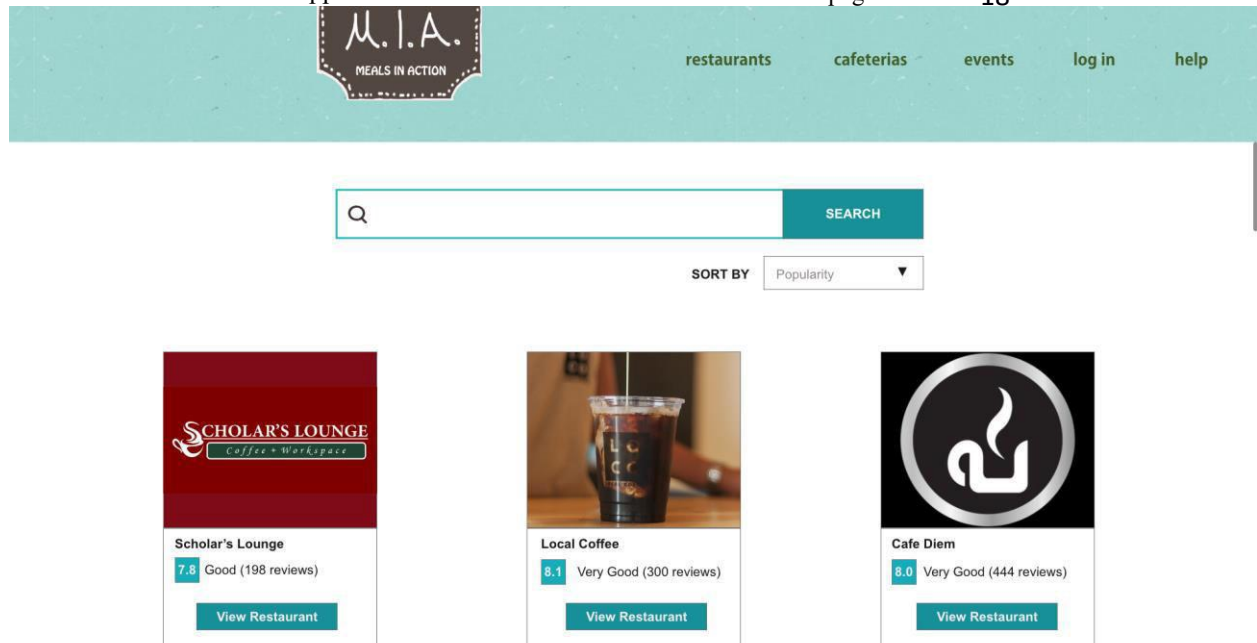 M.I.A.
MEALS IN ACTION
restaurants cafeterias events log in help
SEARCH
SORT BY Popularity ▼
SCHOLAR'S LOUNGE
Coffee + Workspace
LO
CC
Scholar's Lounge
7.8 Good (198 reviews)
View Restaurant
Local Coffee
8.1 Very Good (300 reviews)
View Restaurant
Cafe Diem
8.0 Very Good (444 reviews)
View Restaurant